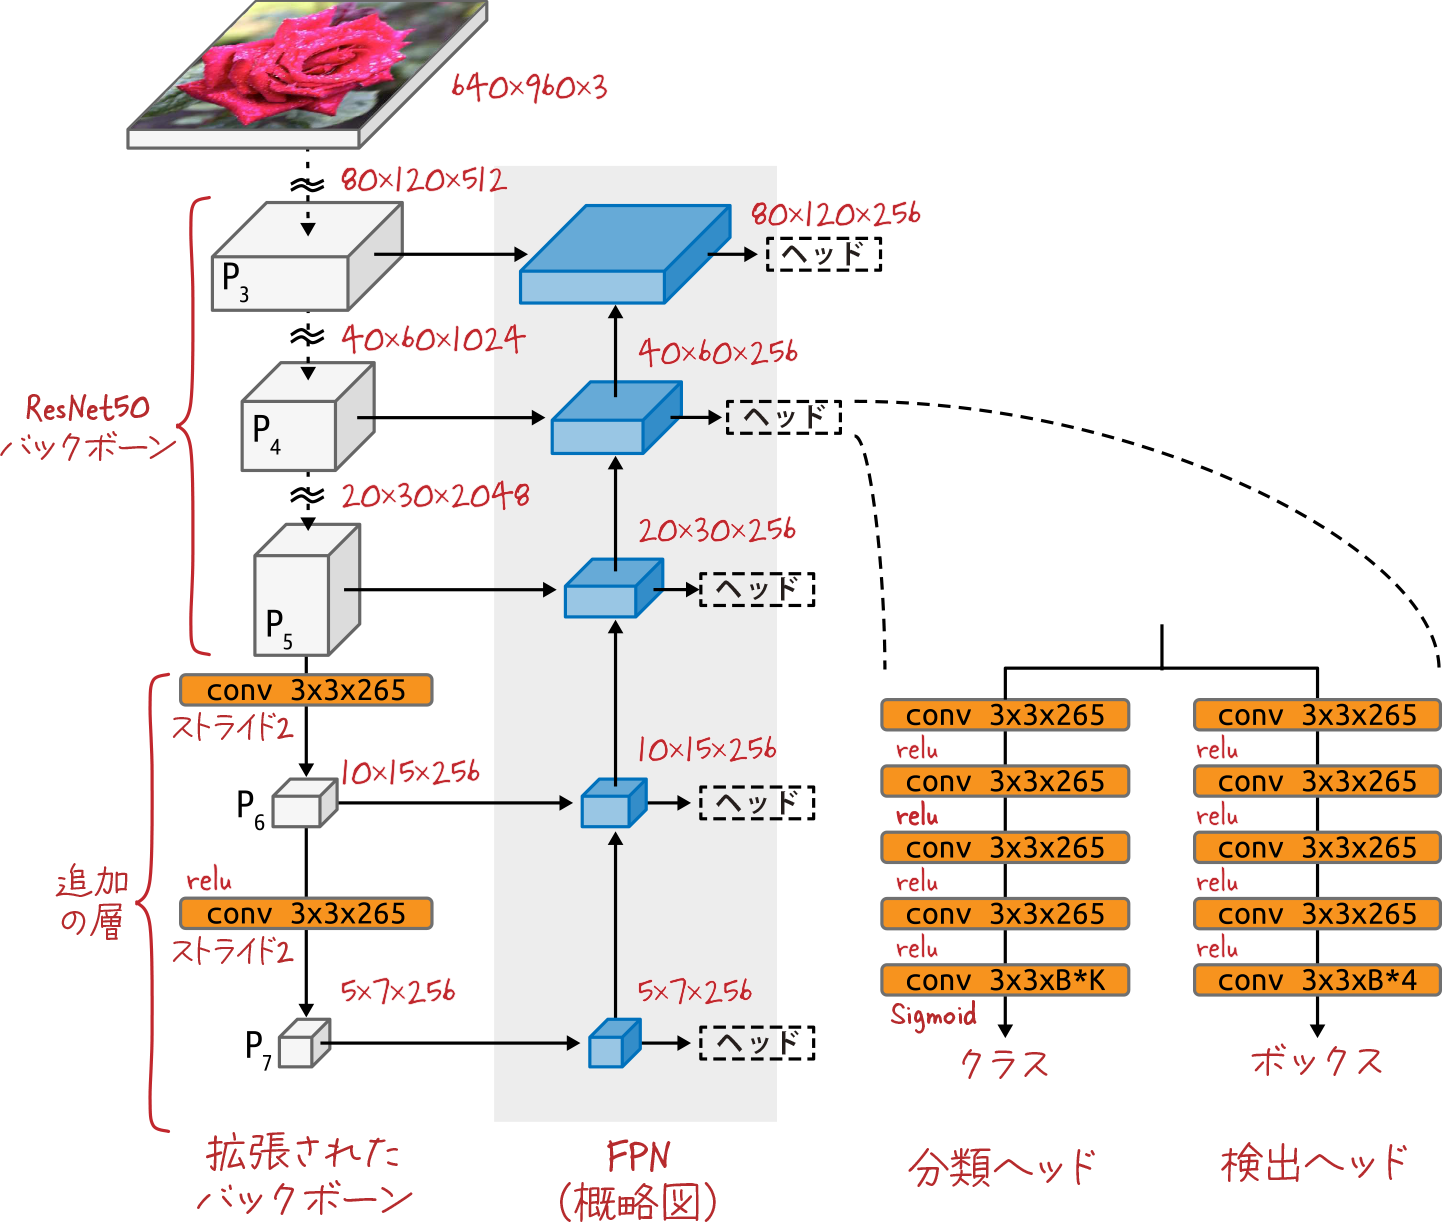 640×960×3
80×120×512
80×120×256
ヘッド
P3
40×60×1024
40×60×256
ResNet50
バックボーン
P4
ヘッド
20×30×2048
20×30×256
P5
ヘッド
conv 3x3x265
ストライド2
10×15×256
10×15×256
P6
ヘッド
追加
の層
relu
conv 3x3x265
ストライド2
5×7×256
5×7×256
P7
ヘッド
拡張された
バックボーン
FPN
(概略図)
conv 3x3x265
relu
conv 3x3x265
relu
conv 3x3x265
relu
conv 3x3x265
relu
conv 3x3xB*K
Sigmoid
クラス
分類ヘッド
conv 3x3x265
relu
conv 3x3x265
relu
conv 3x3x265
relu
conv 3x3x265
relu
conv 3x3xB*4
ボックス
検出ヘッド